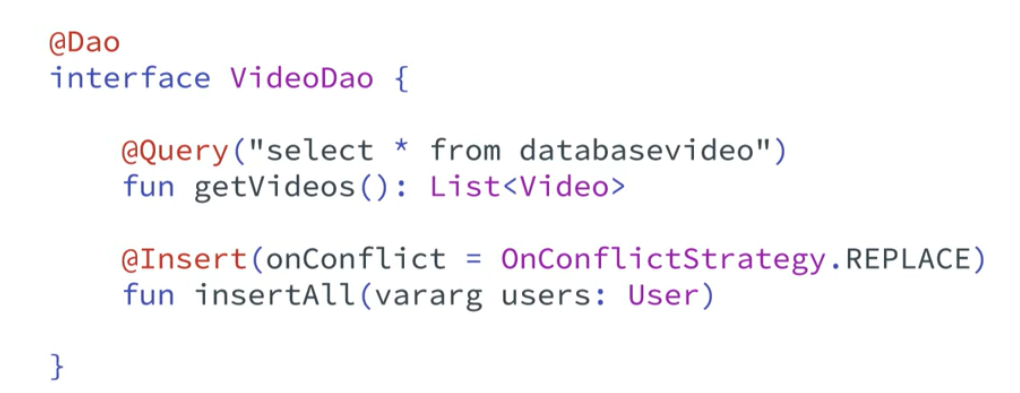 @Dao
interface VideoDao {
@Query("select * from databasevideo")
fun getVideos(): List<Video>
@Insert(onConflict = OnConflictStrategy.REPLACE)
fun insertAll(vararg users: User)
}